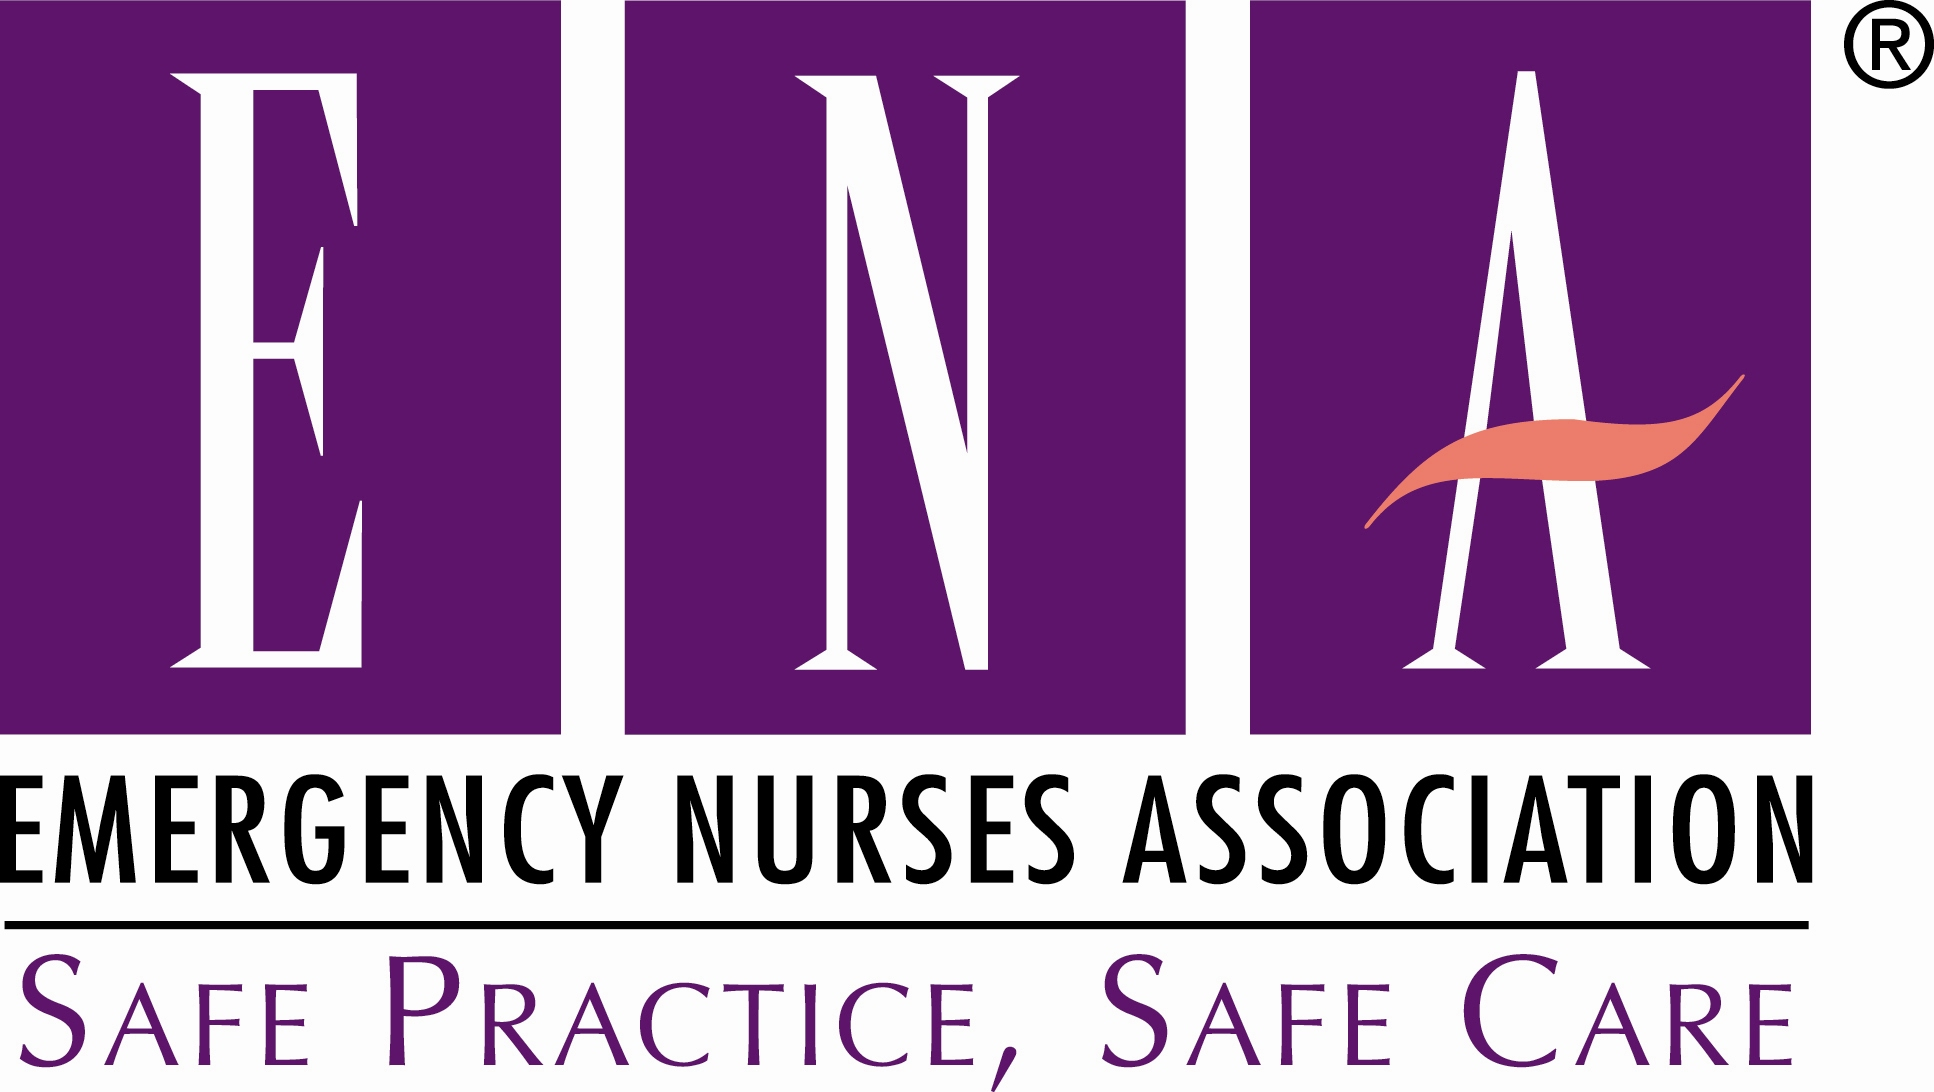 ENA®
EMERGENCY NURSES ASSOCIATION
SAFE PRACTICE, SAFE CARE